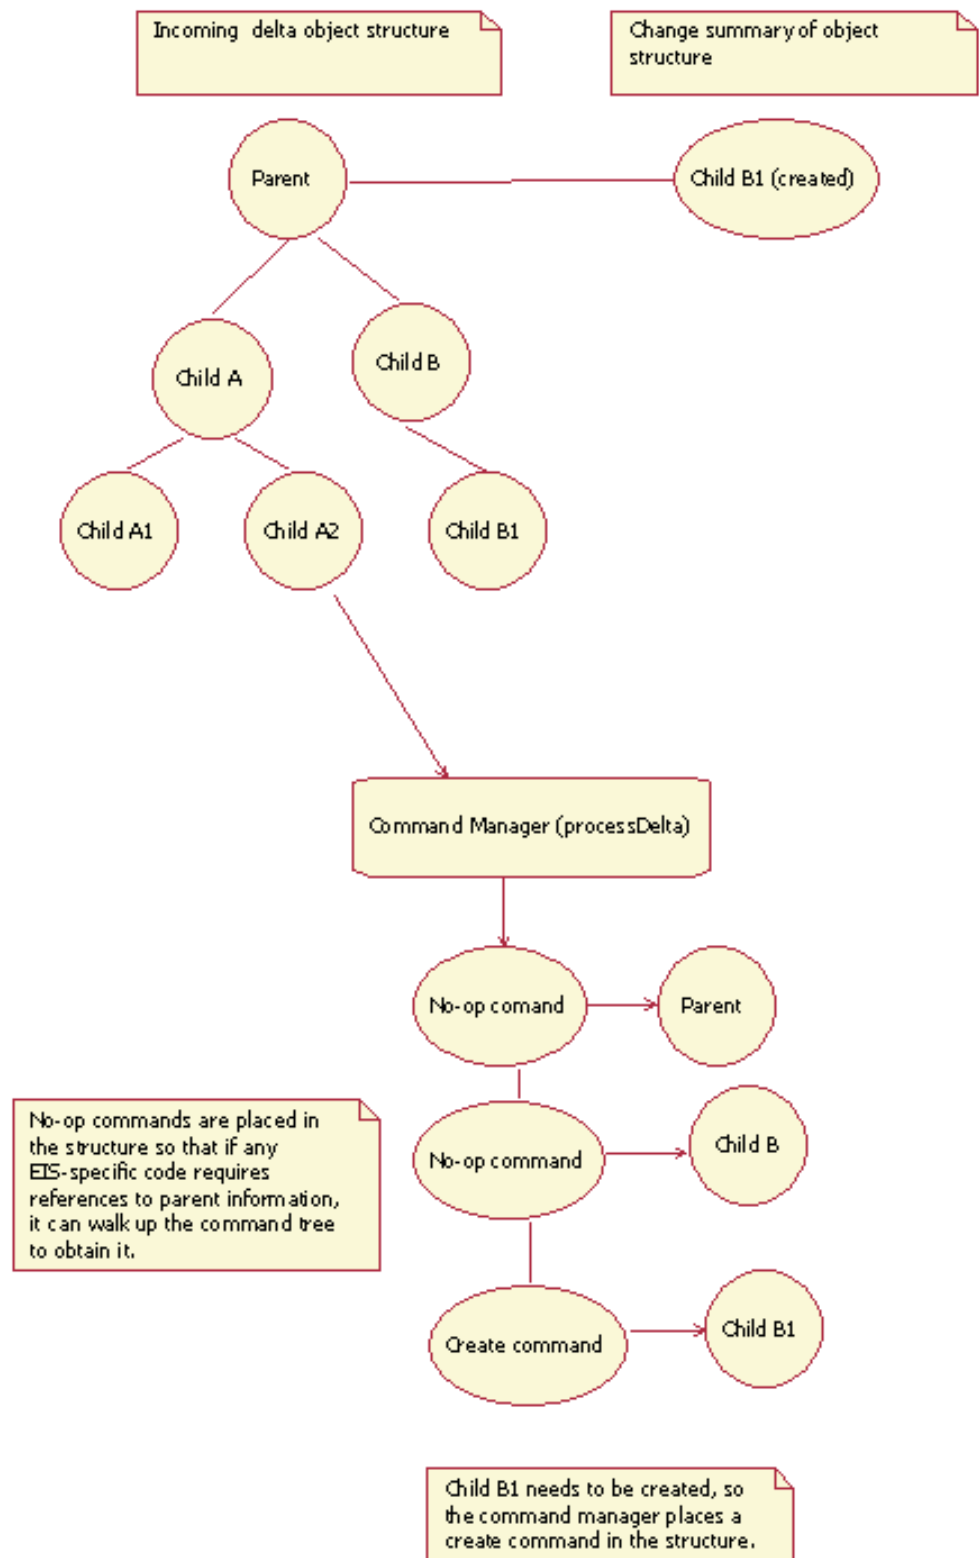 Incoming delta object structure
Change summary of object
structure
Parent
Child B1 (created)
Child A
Child B
Child A1
Child A2
Child B1
Command Manager (processDelta)
No-op comand
Parent
No-op commands are placed in
the structure so that if any
EIS-specific code requires
references to parent information,
it can walk up the command tree
to obtain it.
No-op command
Child B
Create command
Child B1
Child B1 needs to be created, so
the command manager places a
create command in the structure.